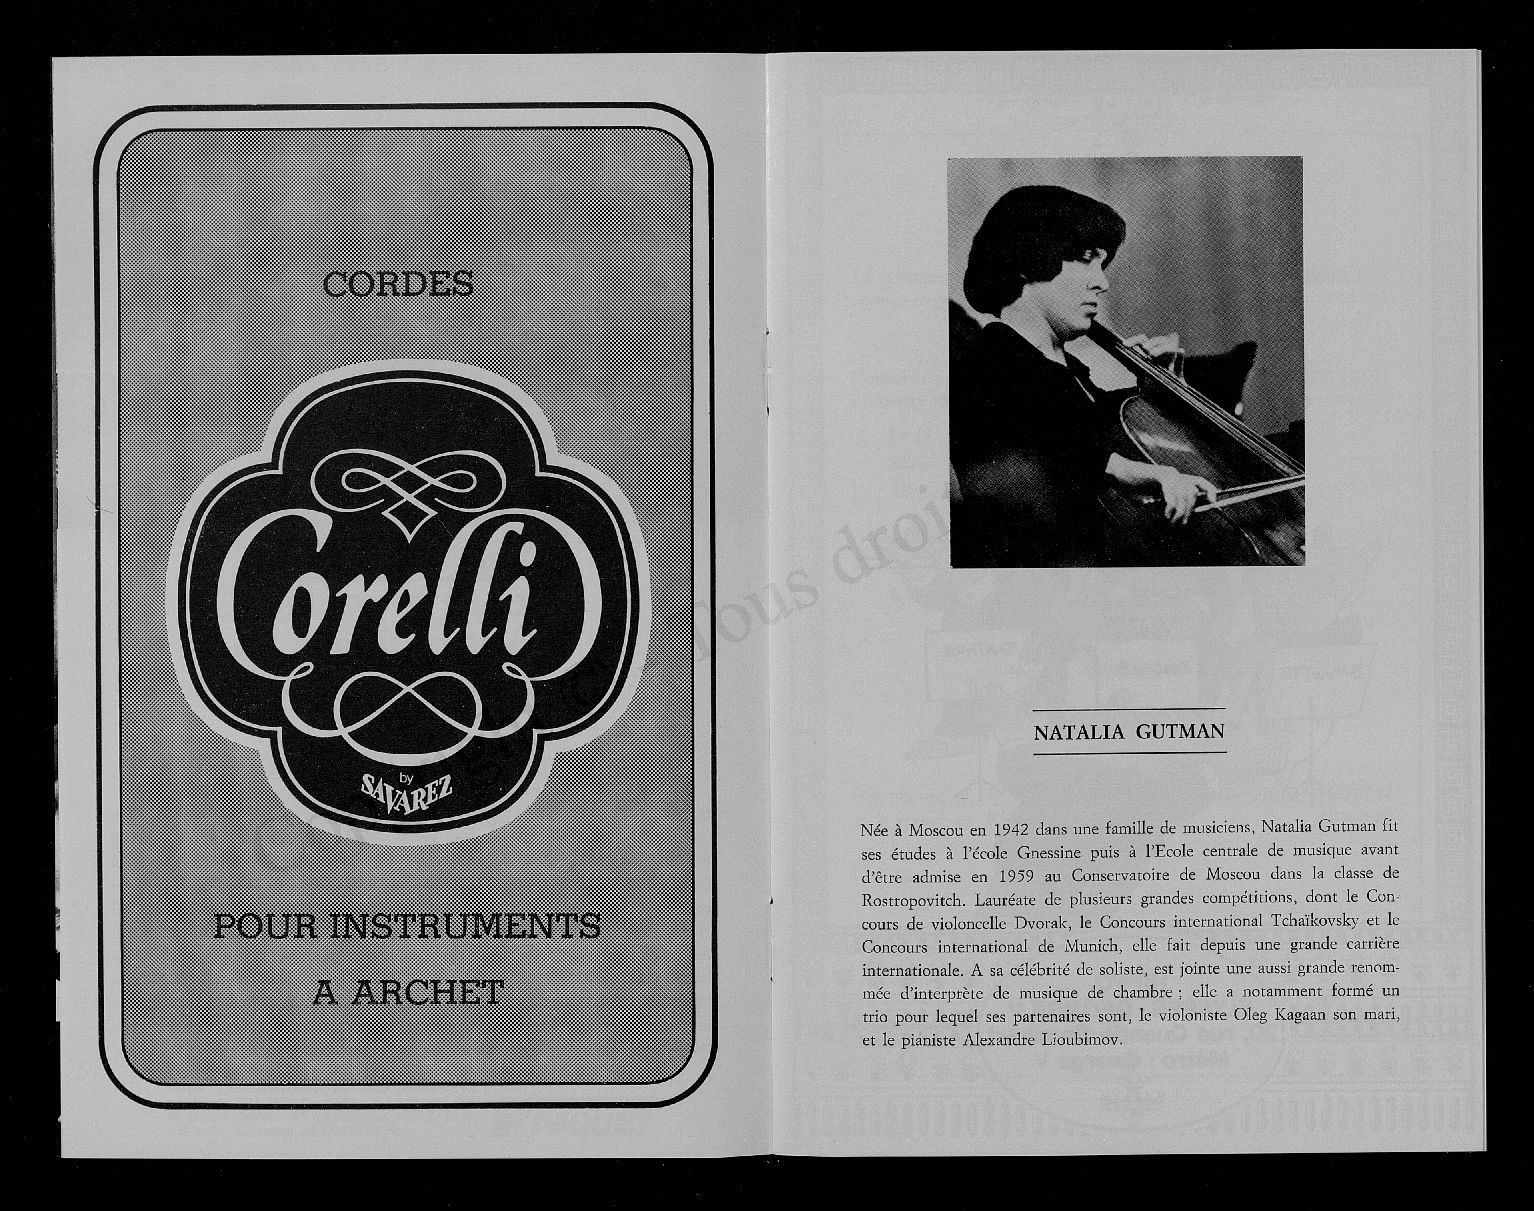 CORDES
Corelli
by
SAVAREZ
POUR INSTRUMENTS
A ARCHET
Tous droi
NATALIA GUTMAN
Née à Moscou en 1942 dans une famille de musiciens, Natalia Gutman fit
ses études à l'école Gnessine puis à l'Ecole centrale de musique avant
d'être admise en 1959 au Conservatoire de Moscou dans la classe de
Rostropovitch. Lauréate de plusieurs grandes compétitions, dont le Con-
cours de violoncelle Dvorak, le Concours international Tchaïkovsky et le
Concours international de Munich, elle fait depuis une grande carrière
internationale. A sa célébrité de soliste, est jointe une aussi grande renom-
mée d'interprète de musique de chambre ; elle a notamment formé un
trio pour lequel ses partenaires sont, le violoniste Oleg Kagaan son mari,
et le pianiste Alexandre Lioubimov.